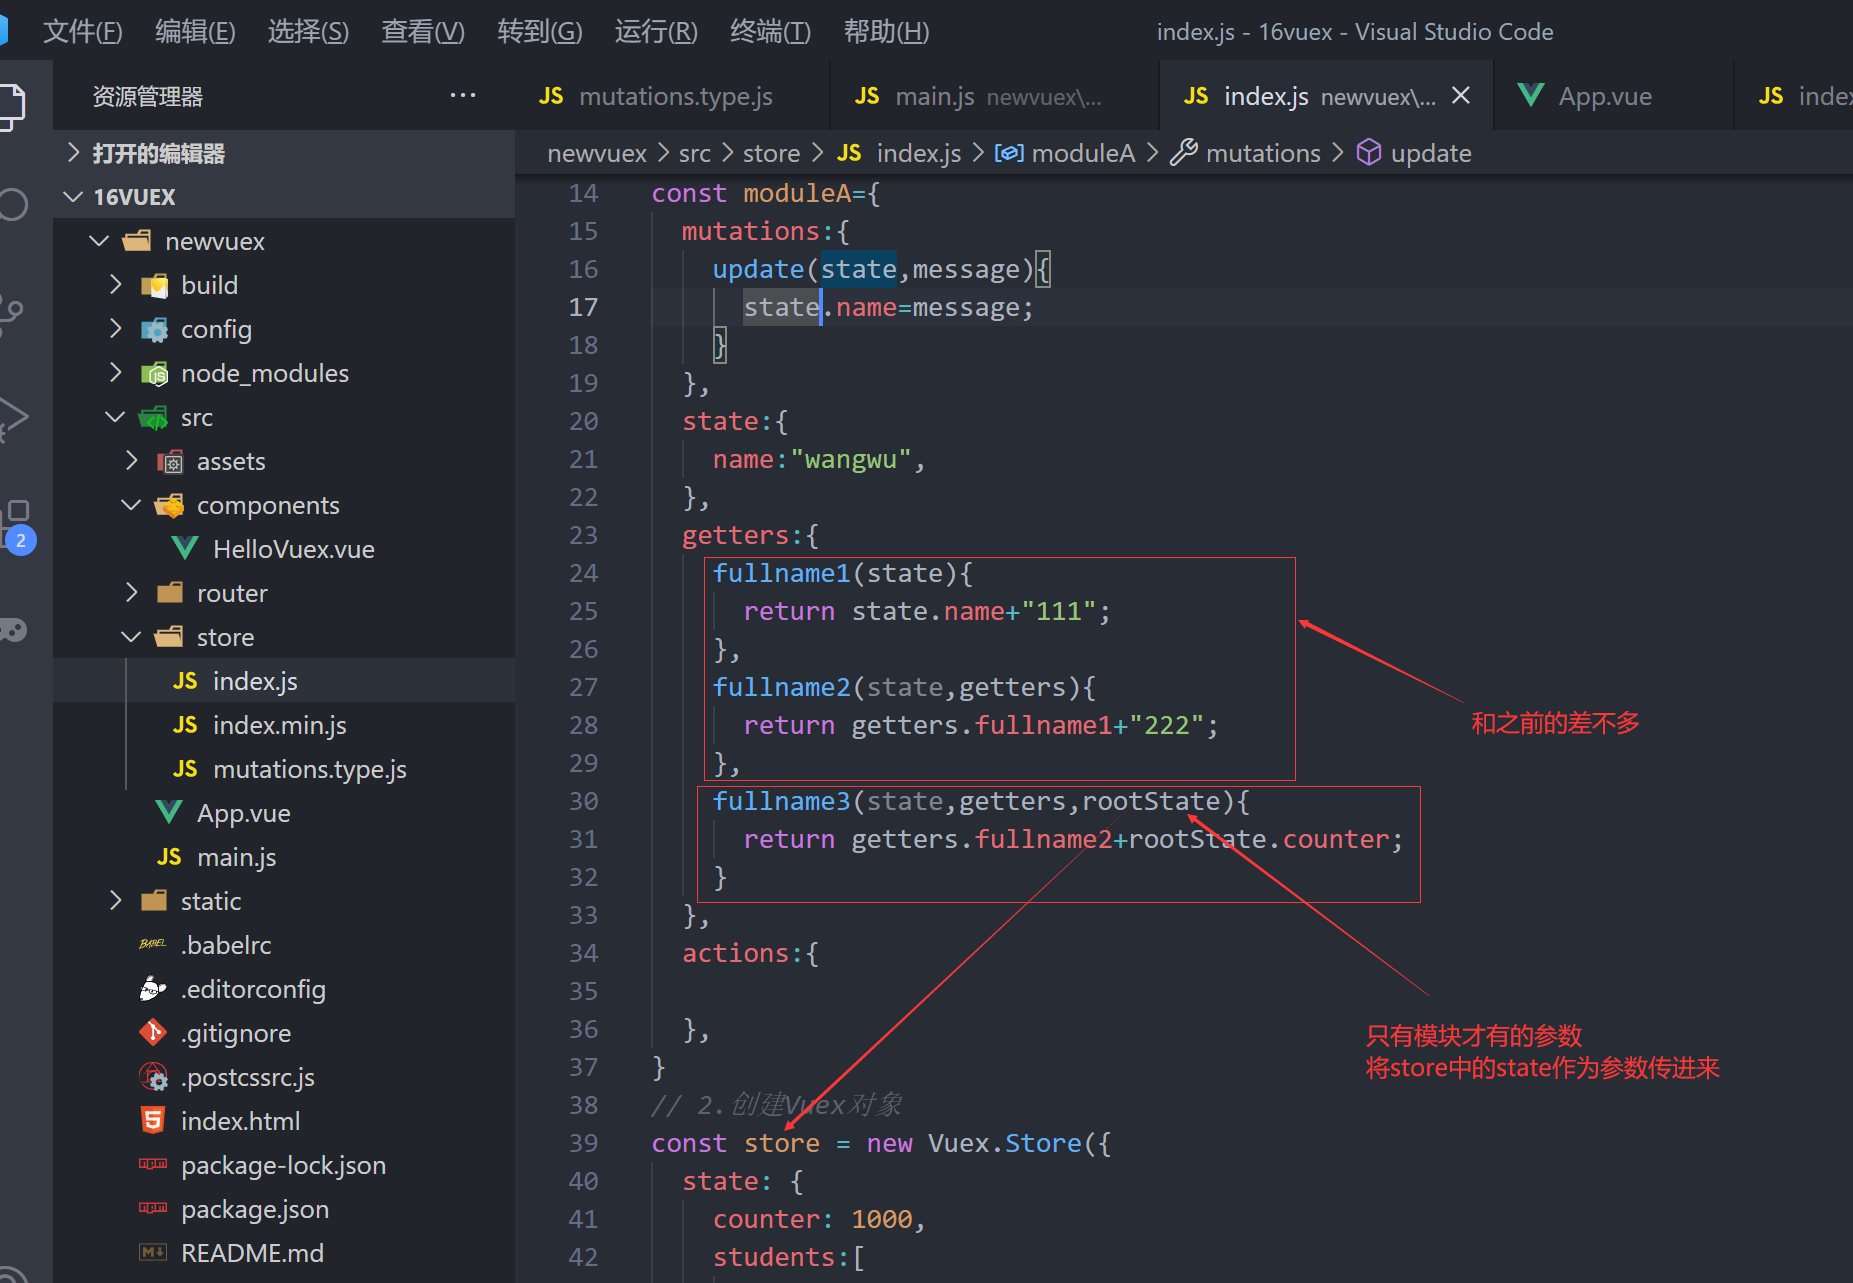 文件(F) 编辑(E) 选择(S) 查看(V) 转到(G) 运行(R) 终端(T) 帮助(H) index.js - 16vuex - Visual Studio Code
资源管理器 ···
JS mutations.type.js JS main.js newvuex\... JS index.js newvuex\... App.vue JS index
打开的编辑器
newvuex > src > store > JS index.js > moduleA > mutations > update
16VUEX
newvuex
build
config
node_modules
src
assets
components
HelloVuex.vue
router
store
JS index.js
JS index.min.js
JS mutations.type.js
App.vue
JS main.js
static
BABEL .babelrc
.editorconfig
.gitignore
.postcssrc.js
5 index.html
package-lock.json
package.json
M README.md
2
14 const moduleA={
15 mutations:{
16 update(state,message){
17 state.name=message;
18 }
19 },
20 state:{
21 name:"wangwu",
22 },
23 getters:{
24 fullname1(state){
25 return state.name+"111";
26 },
27 fullname2(state,getters){
28 return getters.fullname1+"222";
29 },
30 fullname3(state,getters,rootState){
31 return getters.fullname2+rootState.counter;
32 }
33 },
34 actions:{
35
36 },
37 }
38 // 2.创建Vuex对象
39 const store = new Vuex.Store({
40 state: {
41 counter: 1000,
42 students:[
和之前的差不多
只有模块才有的参数
将store中的state作为参数传进来